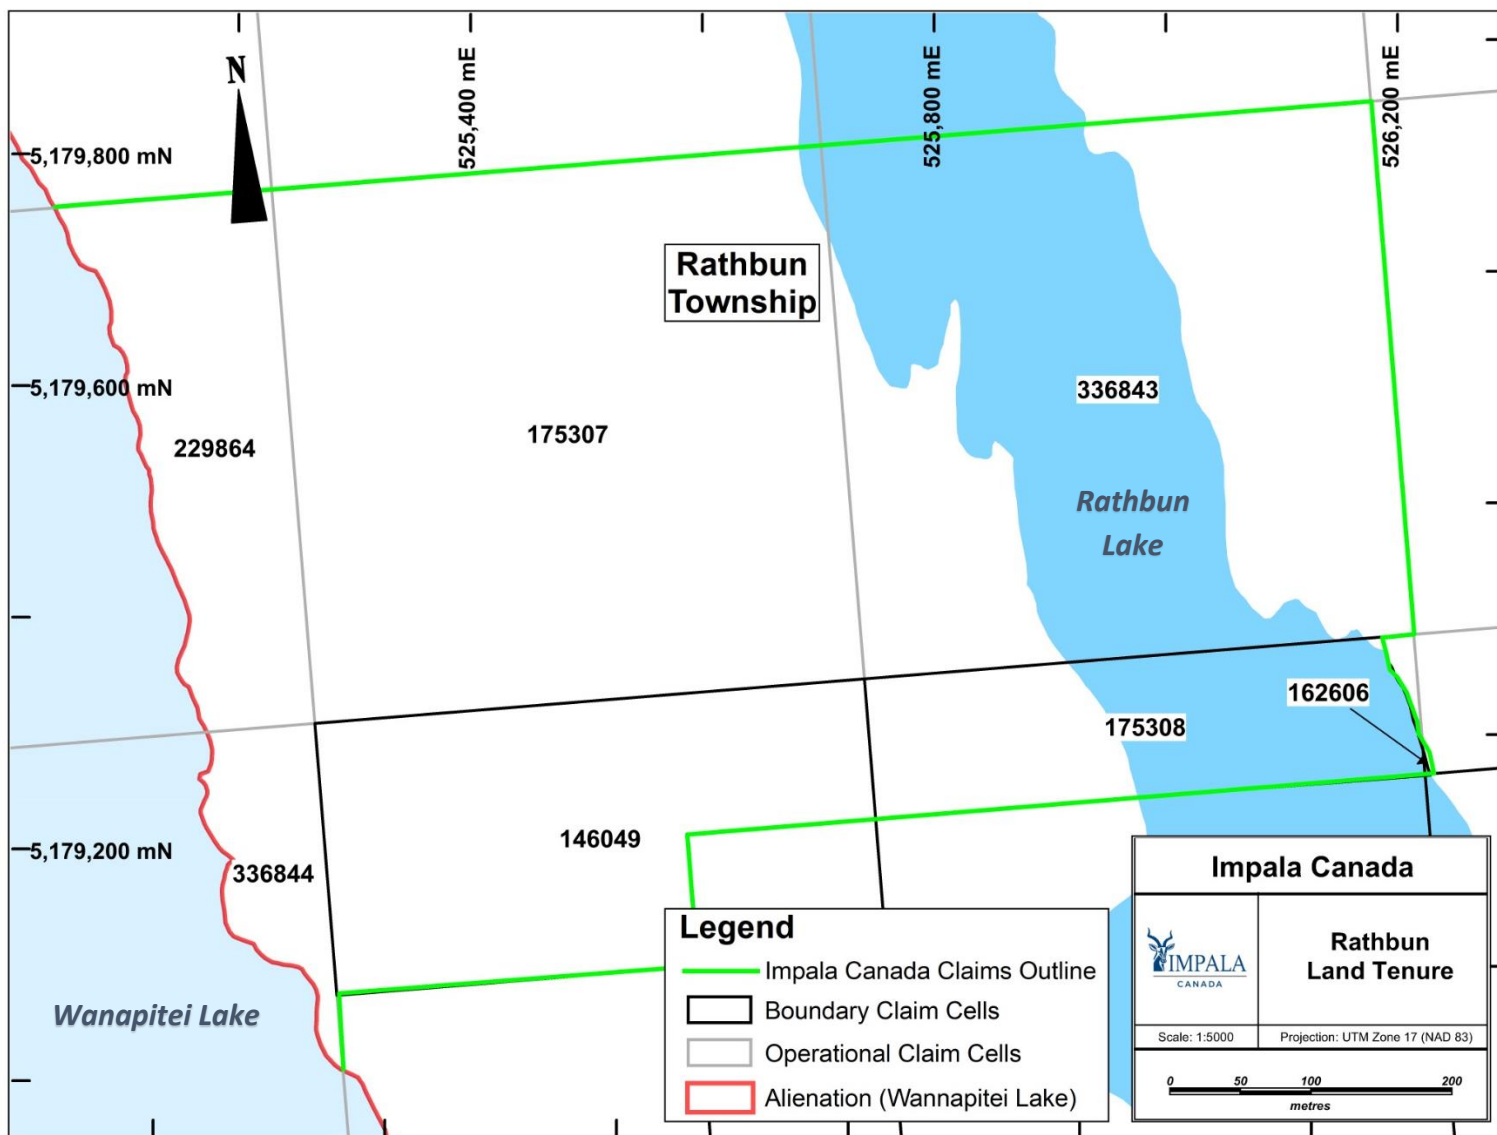 N
525,400 mE
525,800 mE
526,200 mE
5,179,800 mN
Rathbun
Township
5,179,600 mN
336843
229864
175307
Rathbun
Lake
162606
175308
146049
5,179,200 mN
336844
Wanapitei Lake
Legend
Impala Canada Claims Outline
Boundary Claim Cells
Operational Claim Cells
Alienation (Wannapitei Lake)
Impala Canada
IMPALA
CANADA
Rathbun
Land Tenure
Scale: 1:5000
Projection: UTM Zone 17 (NAD 83)
0 50 100 200
metres